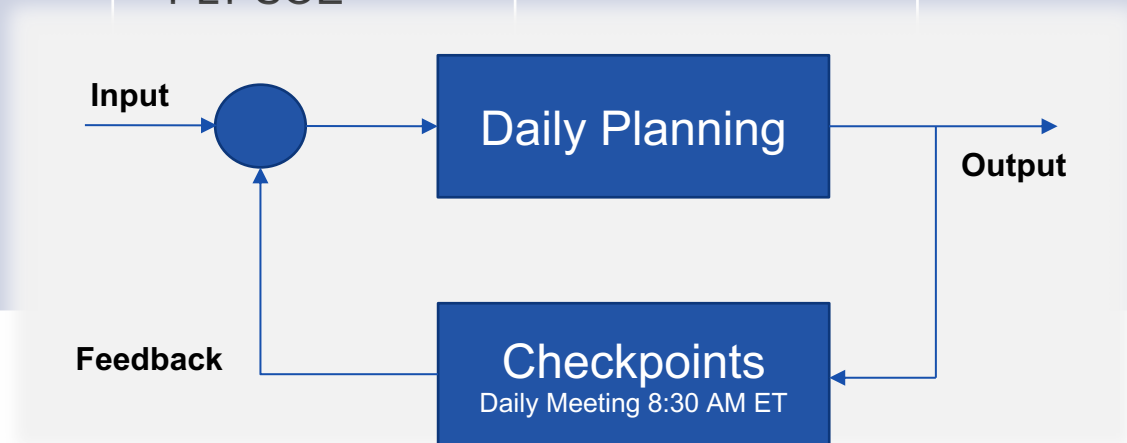 Input
Daily Planning
Output
Feedback
Checkpoints
Daily Meeting 8:30 AM ET